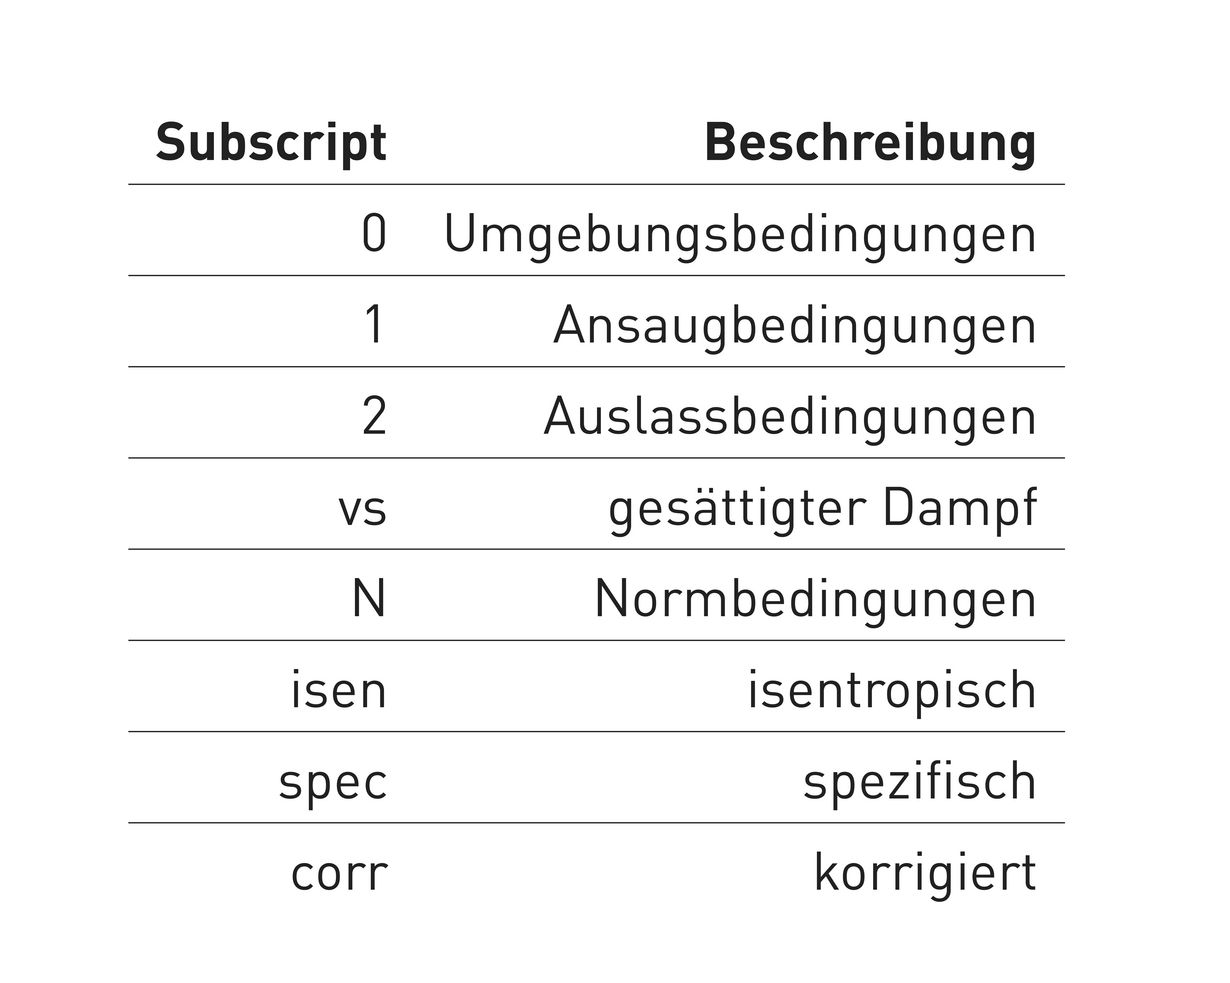 Subscript Beschreibung
0 Umgebungsbedingungen
1 Ansaugbedingungen
2 Auslassbedingungen
vs gesättigter Dampf
N Normbedingungen
isen isentropisch
spec spezifisch
corr korrigiert